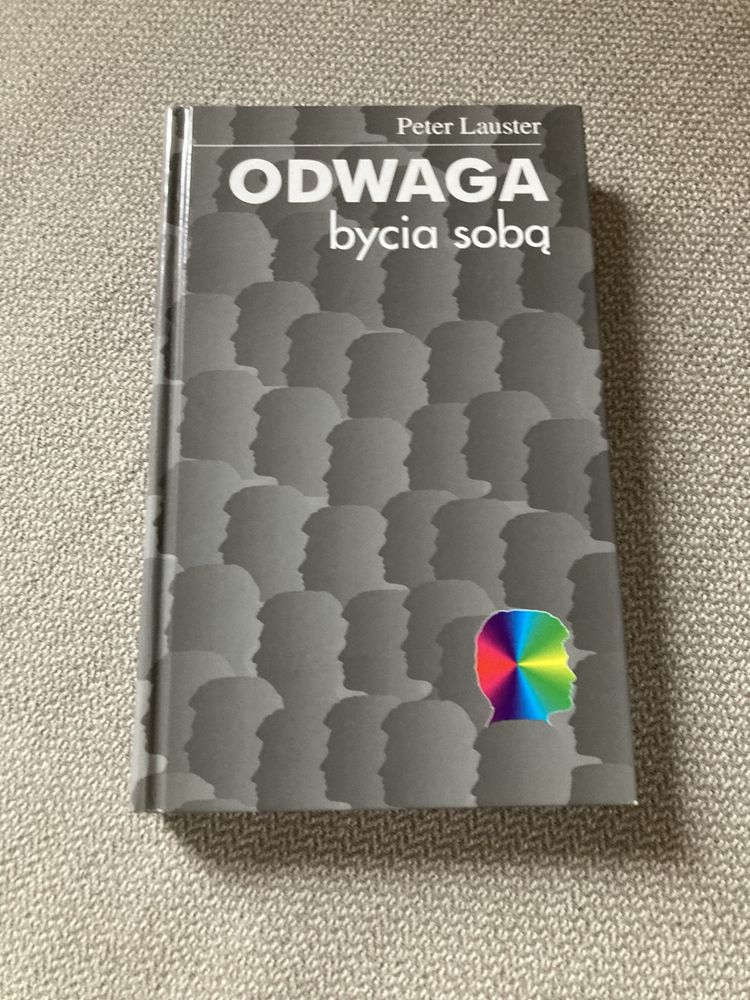 Peter Lauster
ODWAGA
bycia sobą